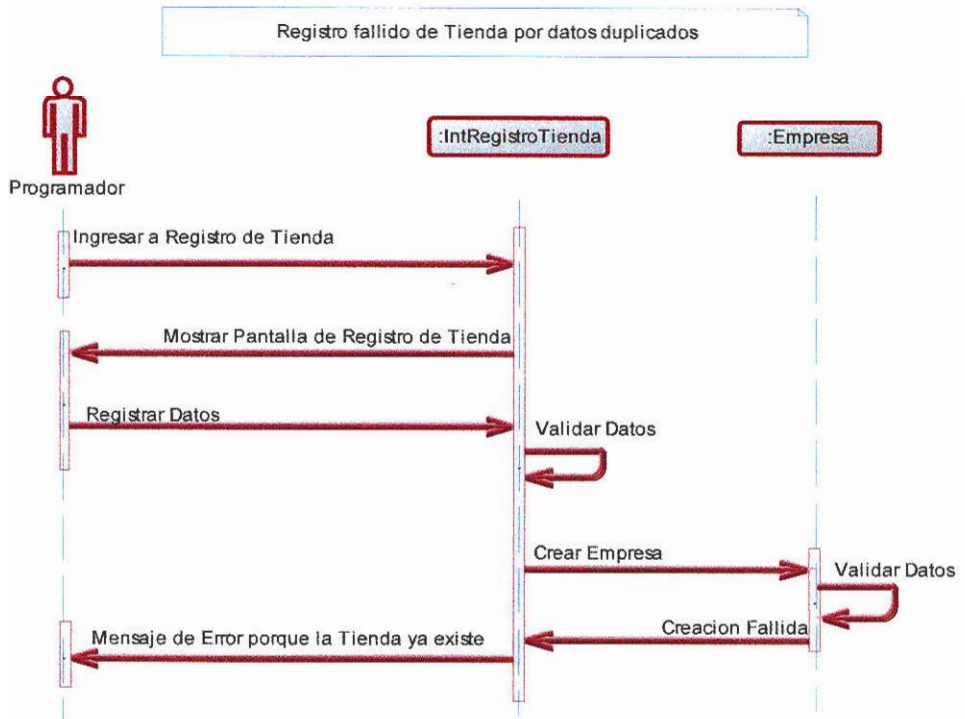 Registro fallido de Tienda por datos duplicados
:IntRegistroTienda
:Empresa
Programador
Ingresar a Registro de Tienda
Mostrar Pantalla de Registro de Tienda
Registrar Datos
Validar Datos
Crear Empresa
Validar Datos
Creacion Fallida
Mensaje de Error porque la Tienda ya existe